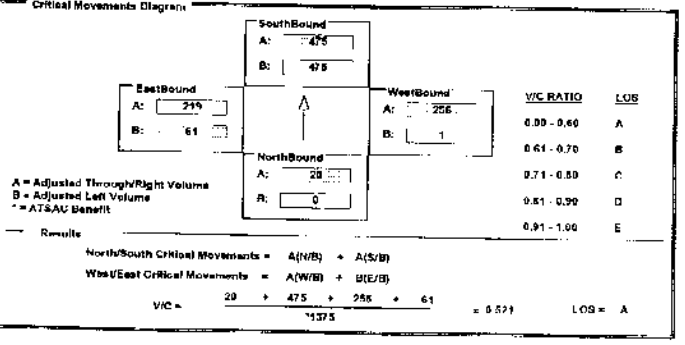 Critical Movements Diagram
SouthBound
A: 475
B: 475
EastBound
A: 219
B: 61
WestBound
A: 256
B: 1
NorthBound
A: 20
B: 0
V/C RATIO LOS
0.00 - 0.60 A
0.61 - 0.70 B
0.71 - 0.80 C
0.81 - 0.90 D
0.91 - 1.00 E
A = Adjusted Through/Right Volume
B = Adjusted Left Volume
* = ATSAC Benefit
Results
North/South Critical Movements = A(N/B) + A(S/B)
West/East Critical Movements = A(W/B) + B(E/B)
V/C = 20 + 475 + 256 + 61
*1375
= 0.521 LOS = A